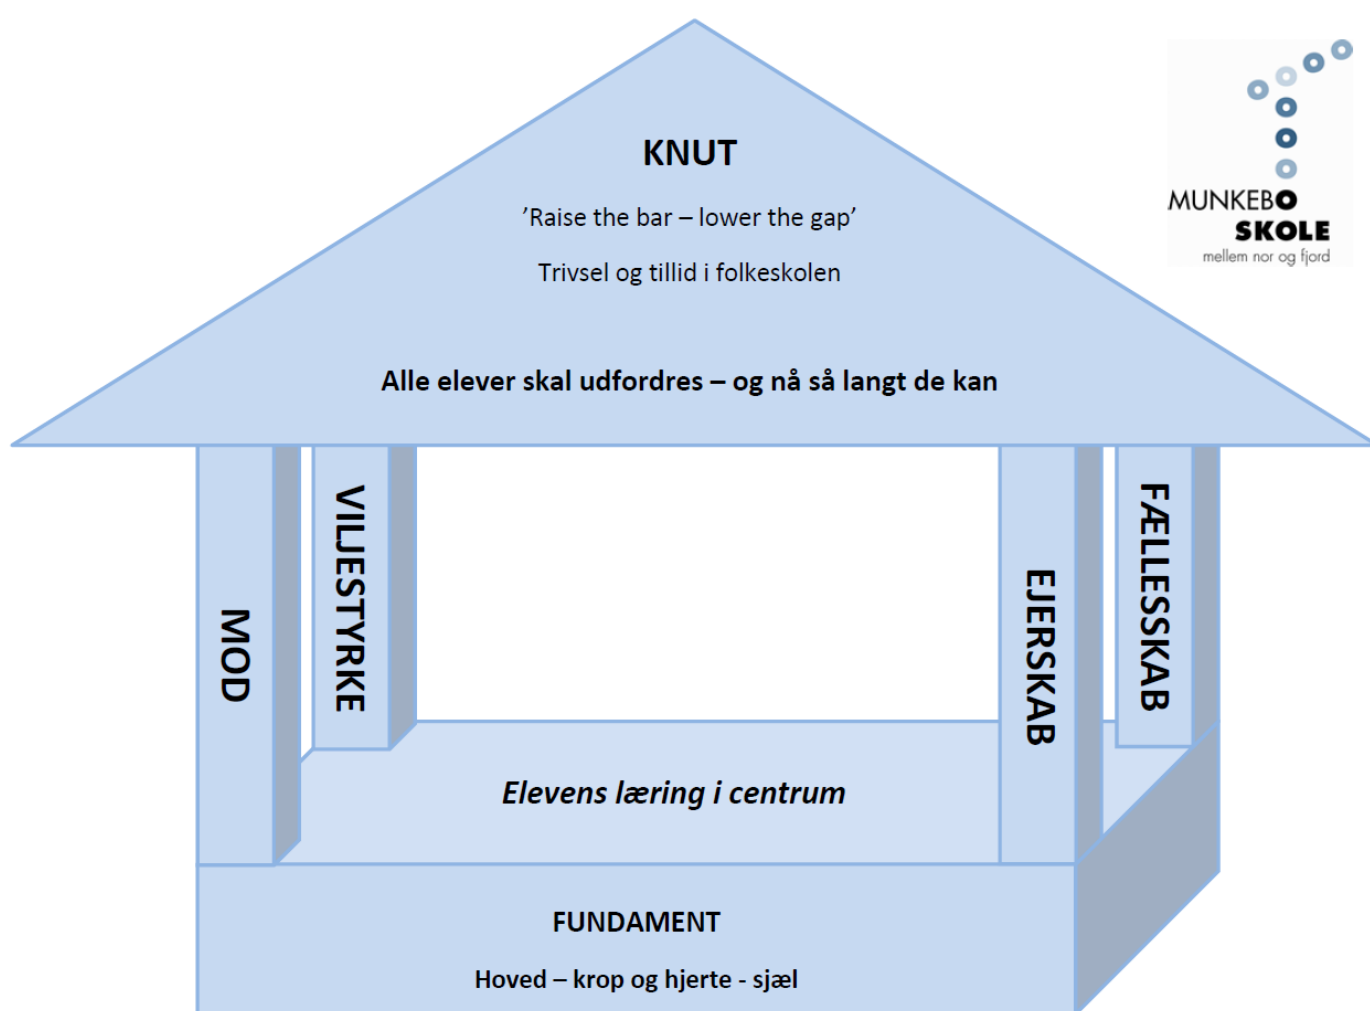 KNUT
’Raise the bar – lower the gap’
Trivsel og tillid i folkeskolen
Alle elever skal udfordres – og nå så langt de kan
MUNKEBO
SKOLE
mellem nor og fjord
MOD
VILJESTYRKE
EJERSKAB
FÆLLESSKAB
Elevens læring i centrum
FUNDAMENT
Hoved – krop og hjerte - sjæl